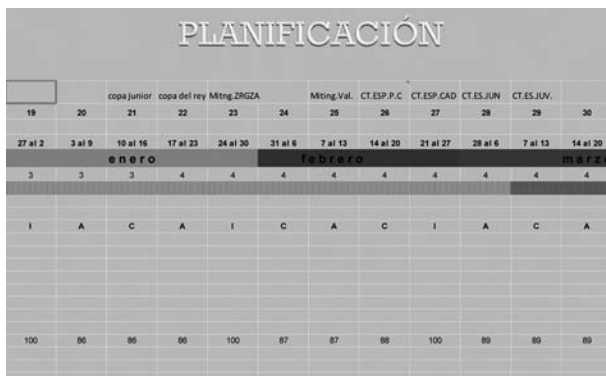 PLANIFICACIÓN
copa junior copa del rey Mitng.ZRGZA Miting.Val. CT.ESP.P.C CT.ESP.CAD CT.ES.JUN CT.ES.JUV.
19 20 21 22 23 24 25 26 27 28 29 30
27 al 2 3 al 9 10 al 16 17 al 23 24 al 30 31 al 6 7 al 13 14 al 20 21 al 27 28 al 6 7 al 13 14 al 20
enero febrero marzo
3 3 3 4 4 4 4 4 4 4 4 4
I A C A I C A C I A C A
100 86 86 86 100 87 87 88 100 89 89 89